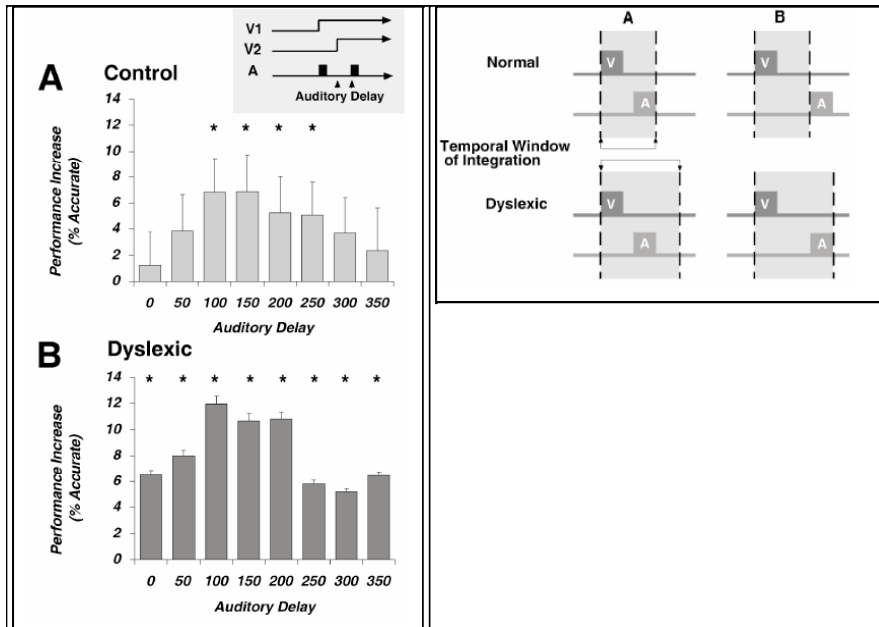 V1
V2
A
Auditory Delay
A Control
Performance Increase
(% Accurate)
14
12
10
8
6
4
2
0
* * * *
0 50 100 150 200 250 300 350
Auditory Delay
B Dyslexic
Performance Increase
(% Accurate)
14
12
10
8
6
4
2
0
* * * * * * * *
0 50 100 150 200 250 300 350
Auditory Delay
A B
Normal
V V
A A
Temporal Window
of Integration
Dyslexic
V V
A A